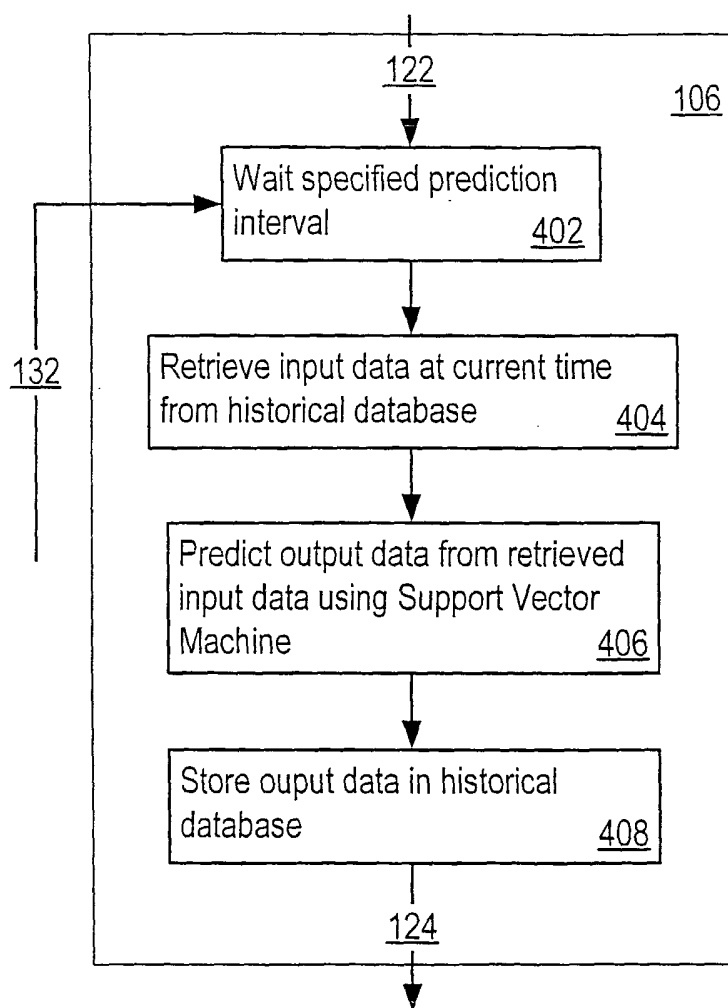 122
106
Wait specified prediction
interval
402
132
Retrieve input data at current time
from historical database
404
Predict output data from retrieved
input data using Support Vector
Machine
406
Store ouput data in historical
database
408
124